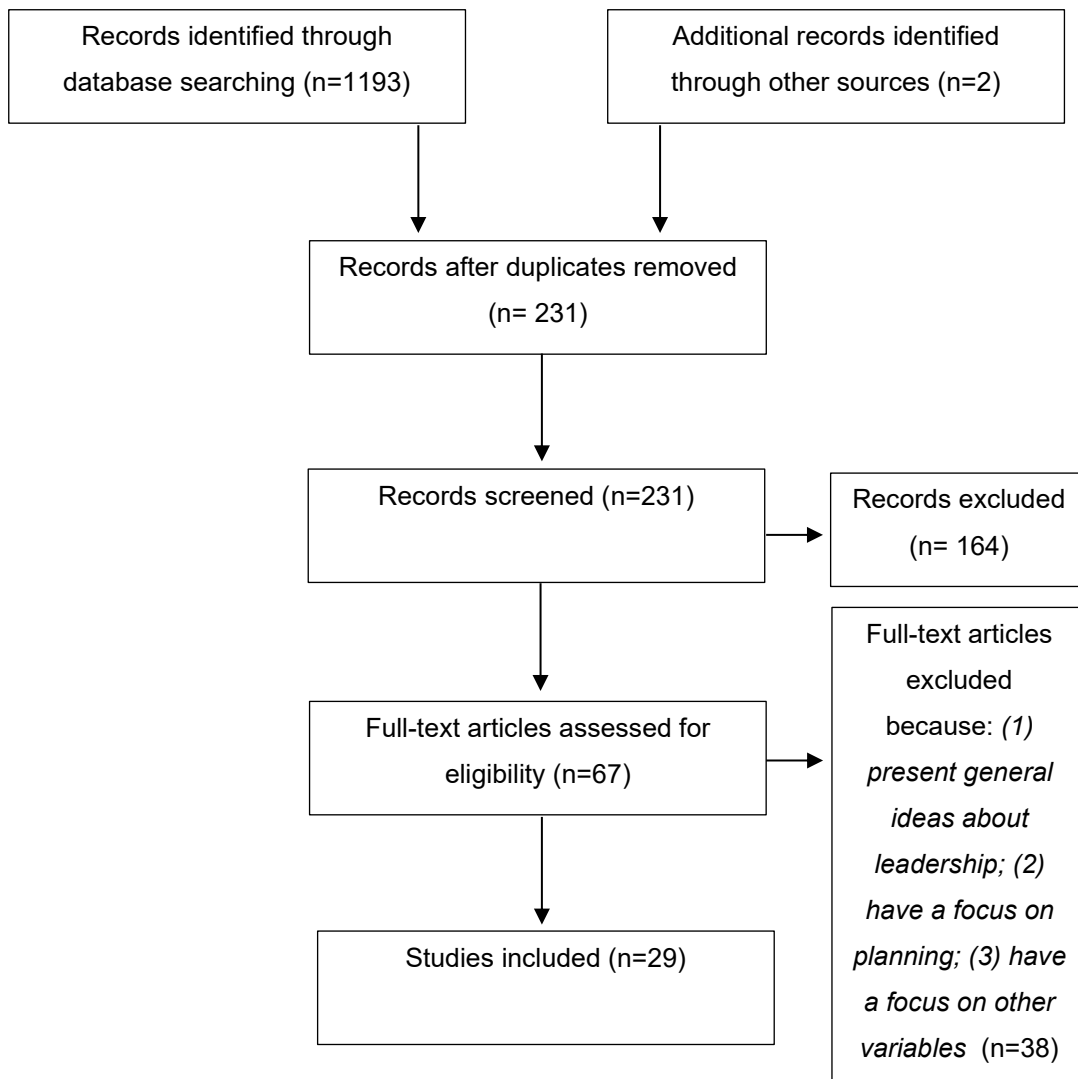 Records identified through
database searching (n=1193)
Additional records identified
through other sources (n=2)
Records after duplicates removed
(n= 231)
Records screened (n=231)
Records excluded
(n= 164)
Full-text articles assessed for
eligibility (n=67)
Full-text articles
excluded
because: (1)
present general
ideas about
leadership; (2)
have a focus on
planning; (3) have
a focus on other
variables (n=38)
Studies included (n=29)